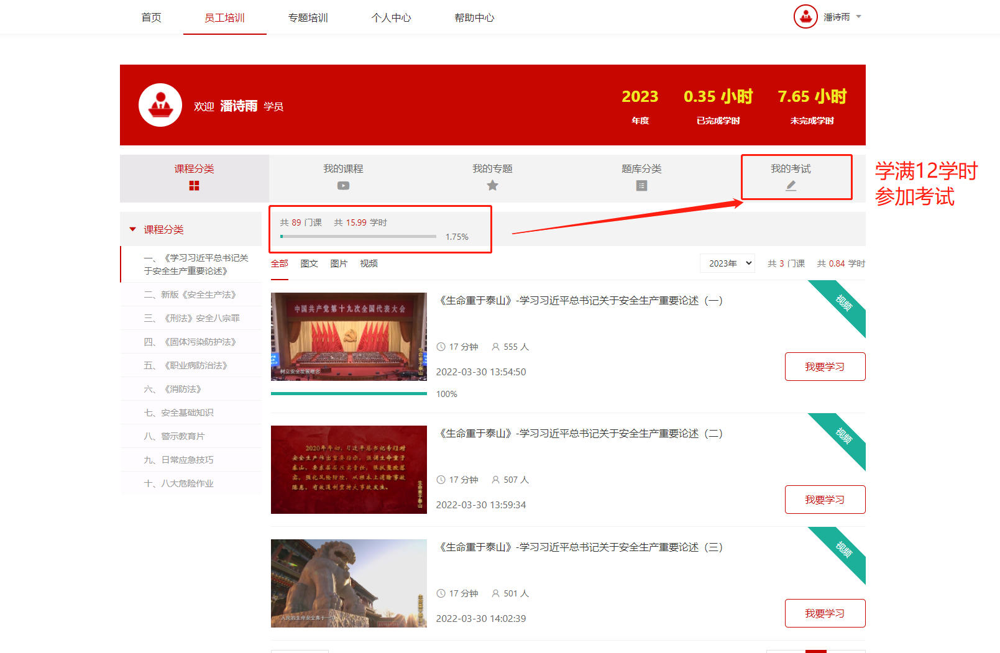 首页
员工培训
专题培训
个人中心
帮助中心
潘诗雨
欢迎 潘诗雨 学员
2023
年度
0.35 小时
已完成学时
7.65 小时
未完成学时
课程分类
我的课程
我的专题
题库分类
我的考试
学满12学时
参加考试
课程分类
一、《学习习近平总书记关
于安全生产重要论述》
二、新版《安全生产法》
三、《刑法》安全八宗罪
四、《固体污染防护法》
五、《职业病防治法》
六、《消防法》
七、安全基础知识
八、警示教育片
九、日常应急技巧
十、八大危险作业
共 89 门课 共 15.99 学时
1.75%
全部 图文 图片 视频
2023年
共 3 门课 共 0.84 学时
中国共产党第十九次全国代表大会
生命重于泰山
树立安全发展理念
《生命重于泰山》-学习习近平总书记关于安全生产重要论述（一）
视频
17 分钟 555 人
2022-03-30 13:54:50
我要学习
100%
2020年年初，习近平总书记专门对
安全生产作出重要指示，强调生命重于
泰山，要求层层压实责任，狠抓整改落
实，强化风险防控，从根本上消除事故
隐患，有效遏制重特大事故发生。
生命重于泰山
《生命重于泰山》-学习习近平总书记关于安全生产重要论述（二）
视频
17 分钟 507 人
2022-03-30 13:59:34
我要学习
人民的生命安全高于一切
《生命重于泰山》-学习习近平总书记关于安全生产重要论述（三）
视频
17 分钟 501 人
2022-03-30 14:02:39
我要学习